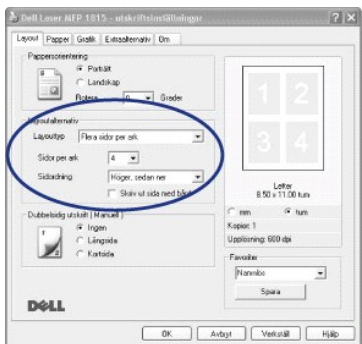 Dell Laser MFP 1815 - utskriftsinställningar
Layout Papper Grafik Extraalternativ Om
Pappersorientering
Porträtt
Landskap
Rotera 0 Grader
Layoutalternativ
Layouttyp Flera sidor per ark
Sidor per ark 4
Sidordning Höger, sedan ner
Skriv ut sida med
Dubbelsidig utskrift ( Manuell )
Ingen
Långsida
Kortsida
1 2
3 4
Letter
8.50 x 11.00 tum
mm tum
Kopior: 1
Upplösning: 600 dpi
Favoriter
Namnlös
Spara
DELL
OK Avbryt Verkställ Hjälp